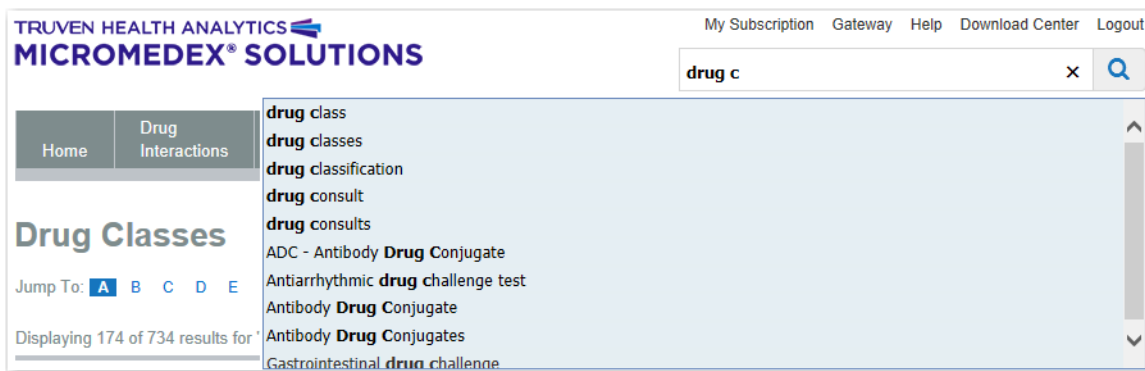 TRUVEN HEALTH ANALYTICS
MICROMEDEX® SOLUTIONS
My Subscription Gateway Help Download Center Logout
drug c ×
Home
Drug
Interactions
drug class
drug classes
drug classification
drug consult
drug consults
ADC - Antibody Drug Conjugate
Antiarrhythmic drug challenge test
Antibody Drug Conjugate
Antibody Drug Conjugates
Gastrointestinal drug challenge
Drug Classes
Jump To: A B C D E
Displaying 174 of 734 results for '